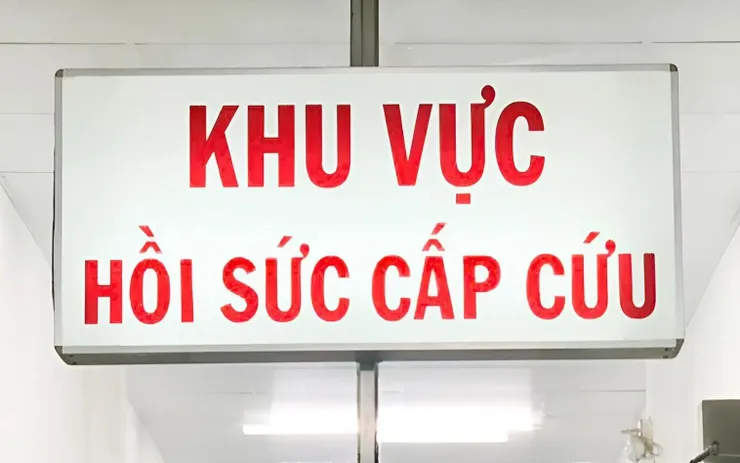 KHU VỰC
HỒI SỨC CẤP CỨU